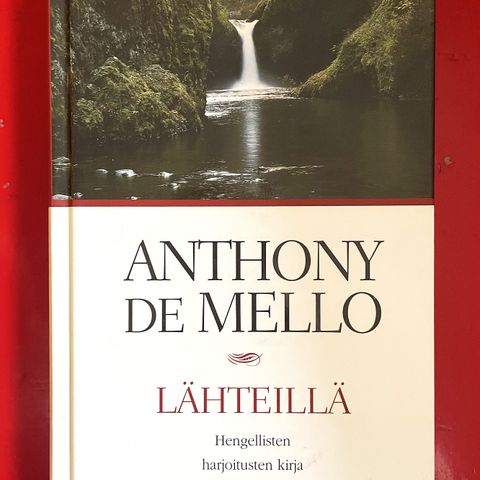 ANTHONY
DE MELLO
LÄHTEILLÄ
Hengellisten
harjoitusten kirja